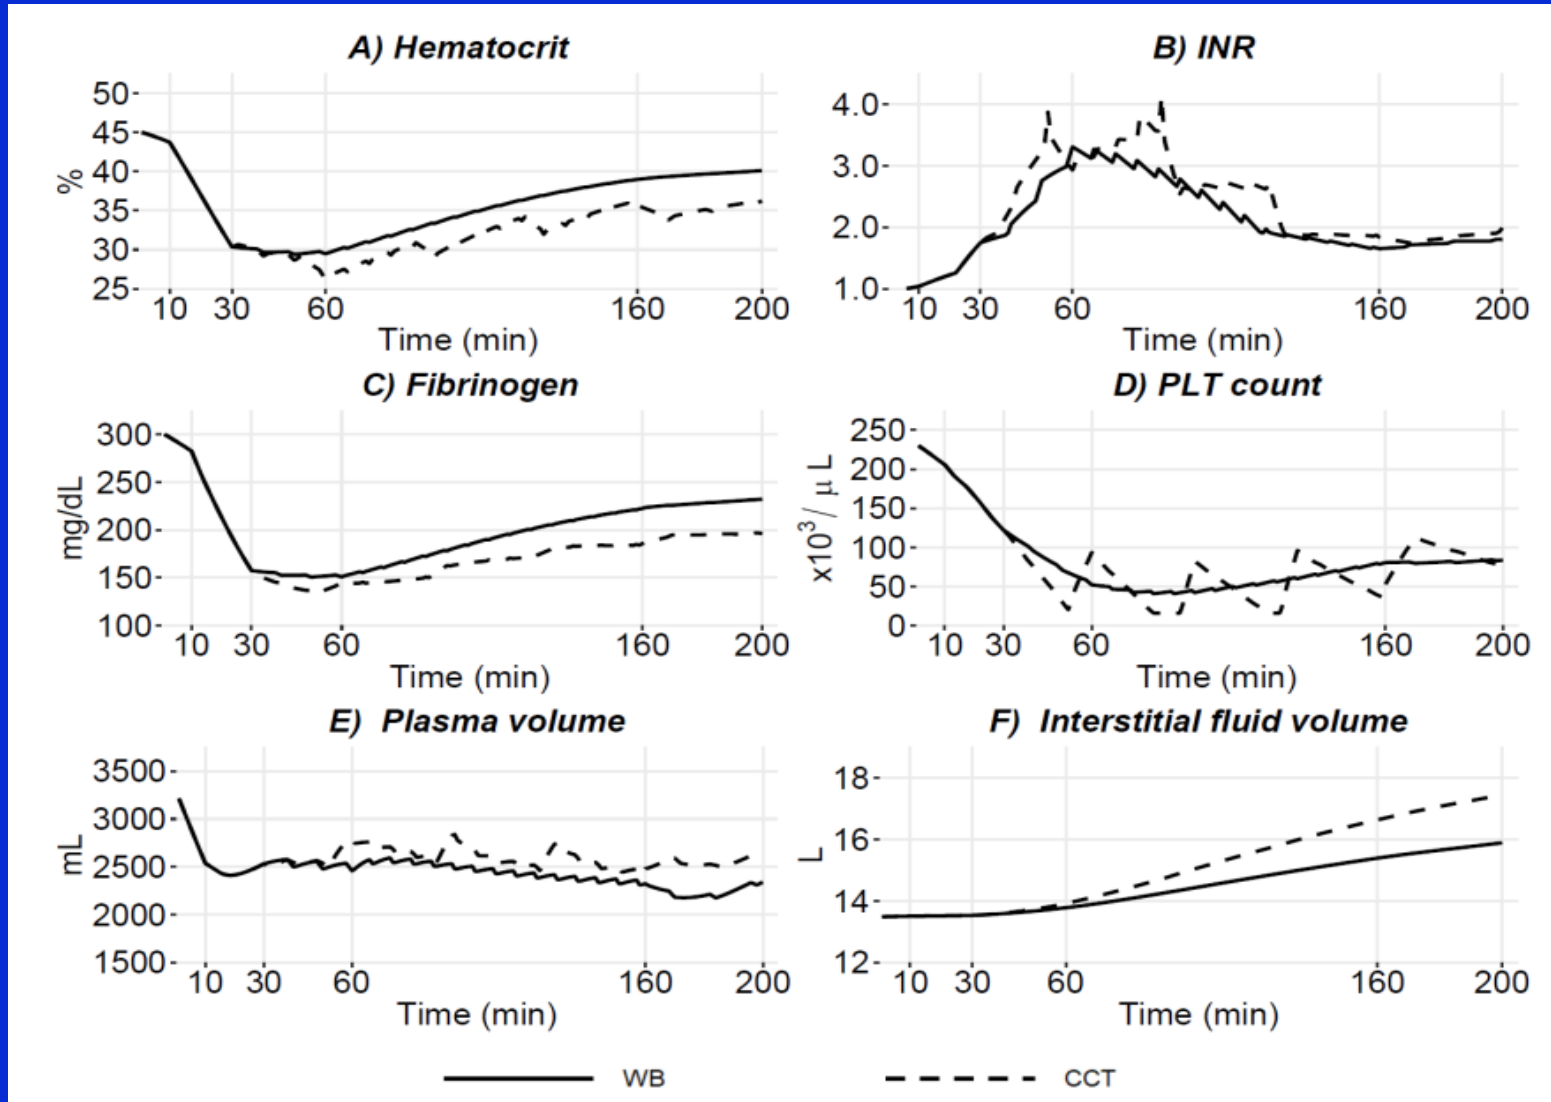 A) Hematocrit
50
45
40
35
30
25
%
10 30 60 160 200
Time (min)
B) INR
4.0
3.0
2.0
1.0
10 30 60 160 200
Time (min)
C) Fibrinogen
300
250
200
150
100
mg/dL
10 30 60 160 200
Time (min)
D) PLT count
250
200
150
100
50
0
x10³/ μ L
10 30 60 160 200
Time (min)
E) Plasma volume
3500
3000
2500
2000
1500
mL
10 30 60 160 200
Time (min)
F) Interstitial fluid volume
18
16
14
12
L
10 30 60 160 200
Time (min)
WB CCT